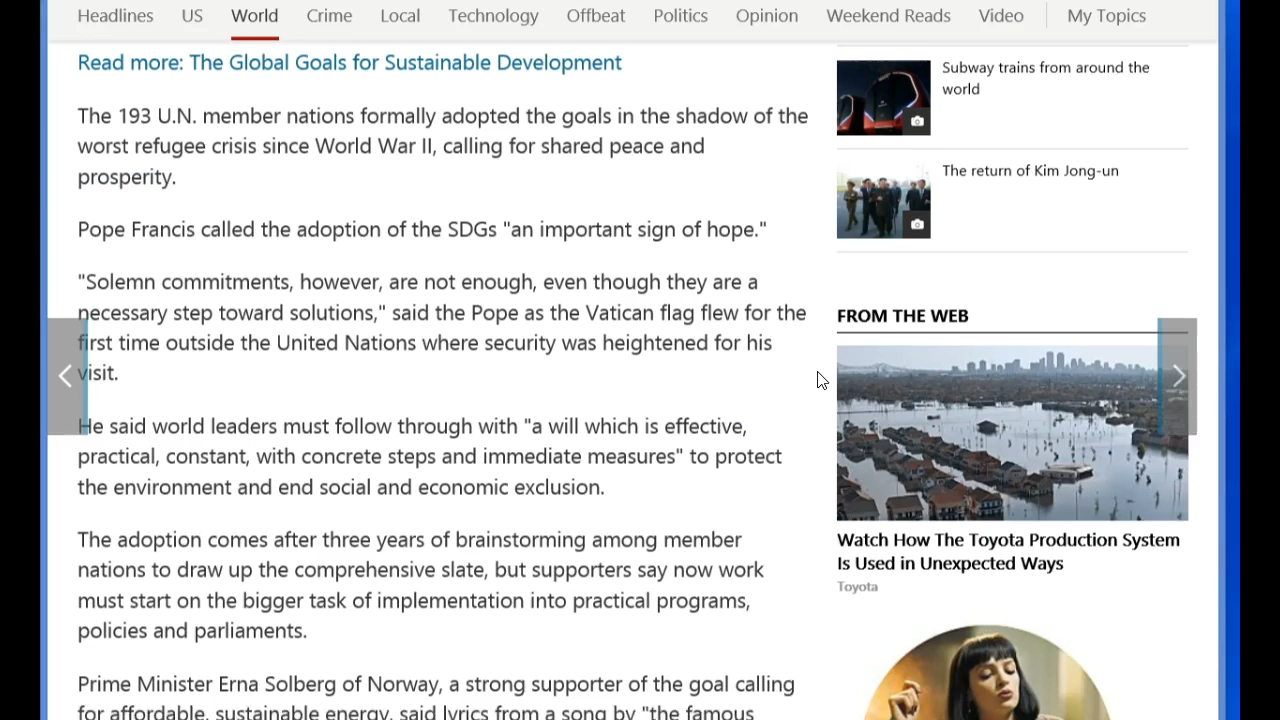 Headlines US World Crime Local Technology Offbeat Politics Opinion Weekend Reads Video My Topics
Read more: The Global Goals for Sustainable Development
The 193 U.N. member nations formally adopted the goals in the shadow of the
worst refugee crisis since World War II, calling for shared peace and
prosperity.
Pope Francis called the adoption of the SDGs "an important sign of hope."
"Solemn commitments, however, are not enough, even though they are a
necessary step toward solutions," said the Pope as the Vatican flag flew for the
first time outside the United Nations where security was heightened for his
visit.
He said world leaders must follow through with "a will which is effective,
practical, constant, with concrete steps and immediate measures" to protect
the environment and end social and economic exclusion.
The adoption comes after three years of brainstorming among member
nations to draw up the comprehensive slate, but supporters say now work
must start on the bigger task of implementation into practical programs,
policies and parliaments.
Prime Minister Erna Solberg of Norway, a strong supporter of the goal calling
for affordable, sustainable energy, said lyrics from a song by "the famous
Subway trains from around the
world
The return of Kim Jong-un
FROM THE WEB
Watch How The Toyota Production System
Is Used in Unexpected Ways
Toyota